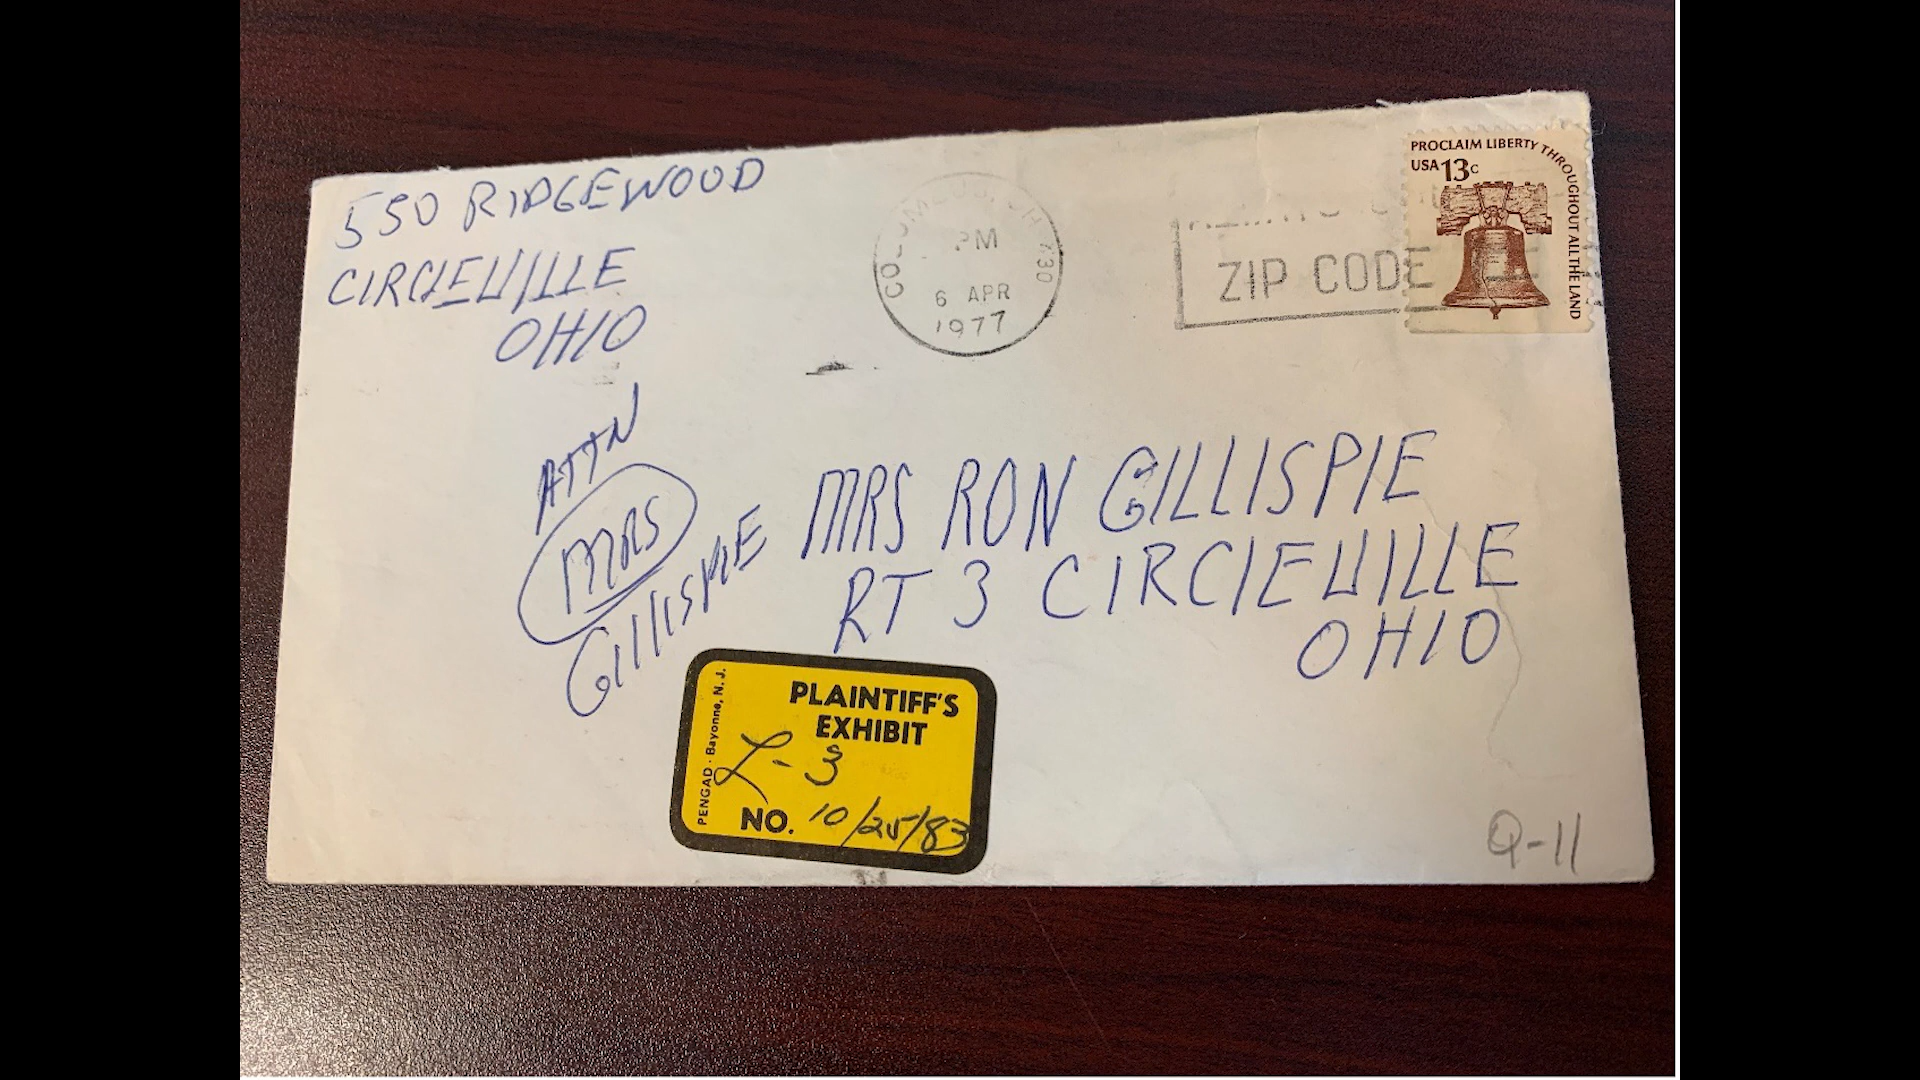 550 RIDGEWOOD
CIRCLEVILLE
OHIO
PM
6 APR
1977
ZIP CODE
PROCLAIM LIBERTY THROUGHOUT ALL THE LAND
USA 13c
ATTN
MRS
GILLISPIE
MRS RON GILLISPIE
RT 3 CIRCLEVILLE
OHIO
PENGAD · Bayonne, N. J.
PLAINTIFF'S
EXHIBIT
L-3
NO. 10/25/83
Q-11